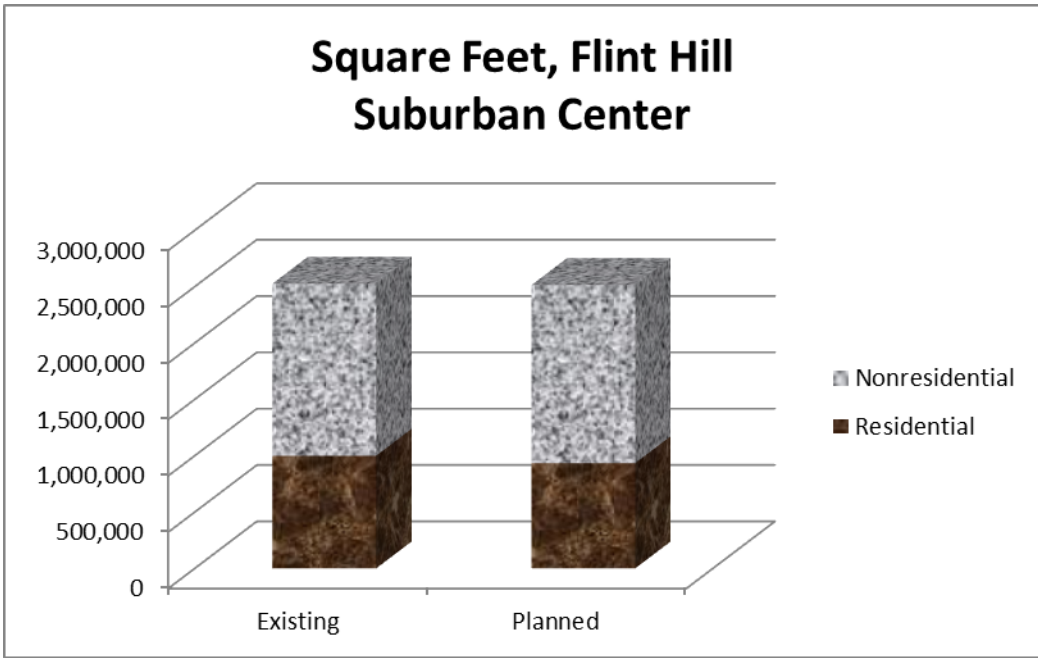 Square Feet, Flint Hill
Suburban Center
3,000,000
2,500,000
2,000,000
1,500,000
1,000,000
500,000
0
Existing
Planned
Nonresidential
Residential